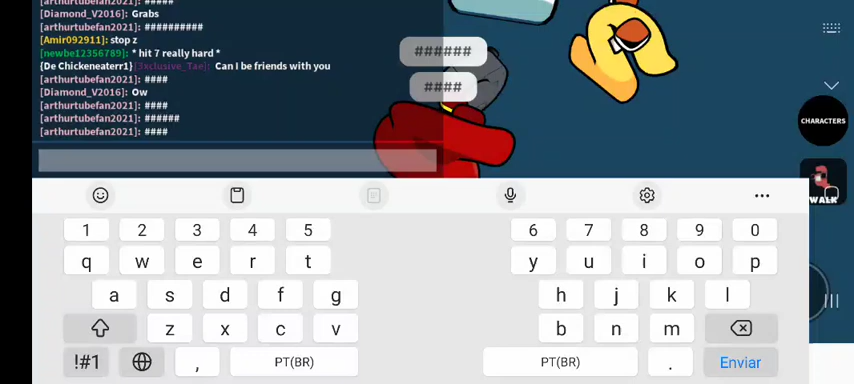 [arthurtubefan2021]: #####
[Diamond_V2016]: Grabs
[arthurtubefan2021]: ##########
[Amir092911]: stop z
[newbe12356789]: * hit 7 really hard *
{De Chickeneaterr1}[3xclusive_Tae]: Can I be friends with you
[arthurtubefan2021]: ####
[Diamond_V2016]: Ow
[arthurtubefan2021]: ####
[arthurtubefan2021]: ######
[arthurtubefan2021]: ####
######
####
CHARACTERS
WALK
1 2 3 4 5 6 7 8 9 0
q w e r t y u i o p
a s d f g h j k l
z x c v b n m
!#1 , PT(BR) PT(BR) . Enviar